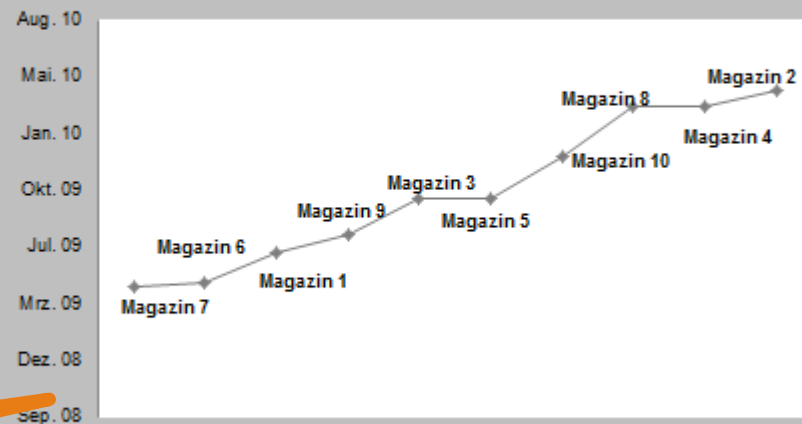 Aug. 10
Mai. 10
Jan. 10
Okt. 09
Jul. 09
Mrz. 09
Dez. 08
Sep. 08
Magazin 2
Magazin 8
Magazin 4
Magazin 10
Magazin 3
Magazin 5
Magazin 9
Magazin 6
Magazin 1
Magazin 7